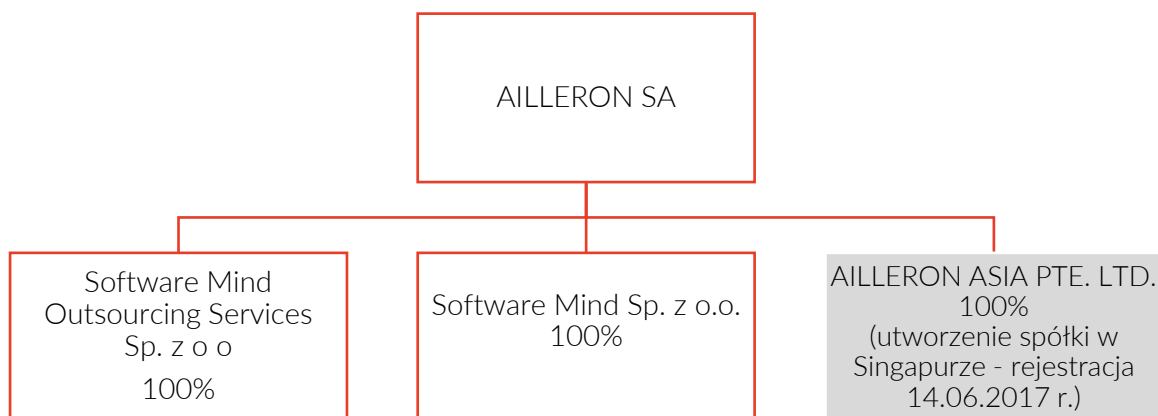 AILLERON SA
Software Mind
Outsourcing Services
Sp. z o o
100%
Software Mind Sp. z o.o.
100%
AILLERON ASIA PTE. LTD.
100%
(utworzenie spółki w
Singapurze - rejestracja
14.06.2017 r.)